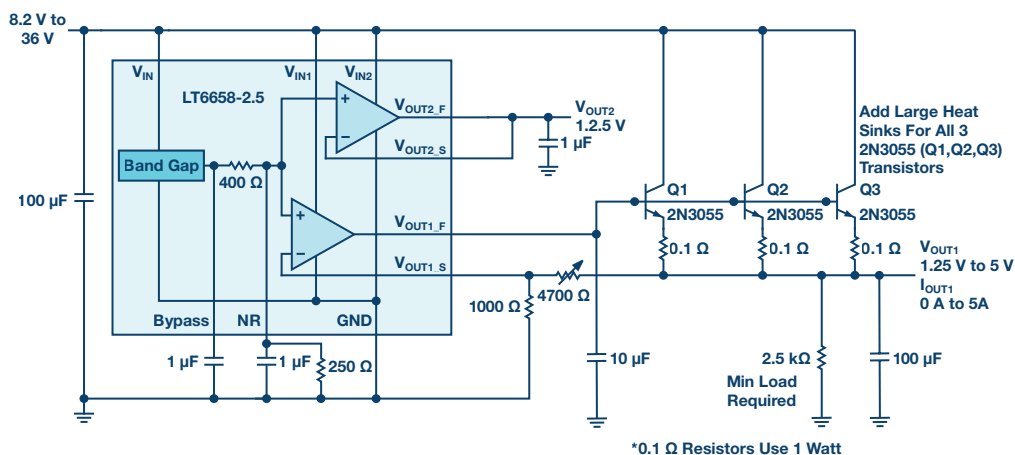 8.2 V to
36 V
VIN
VIN1
VIN2
LT6658-2.5
VOUT2_F
VOUT2
1.2.5 V
1 µF
VOUT2_S
Add Large Heat
Sinks For All 3
2N3055 (Q1,Q2,Q3)
Transistors
Band Gap
400 Ω
100 µF
+
–
+
–
Q1
Q2
Q3
2N3055
2N3055
2N3055
VOUT1_F
0.1 Ω
0.1 Ω
0.1 Ω
VOUT1_S
VOUT1
1.25 V to 5 V
IOUT1
0 A to 5A
1000 Ω
4700 Ω
Bypass
NR
GND
1 µF
1 µF
250 Ω
10 µF
2.5 kΩ
100 µF
Min Load
Required
*0.1 Ω Resistors Use 1 Watt